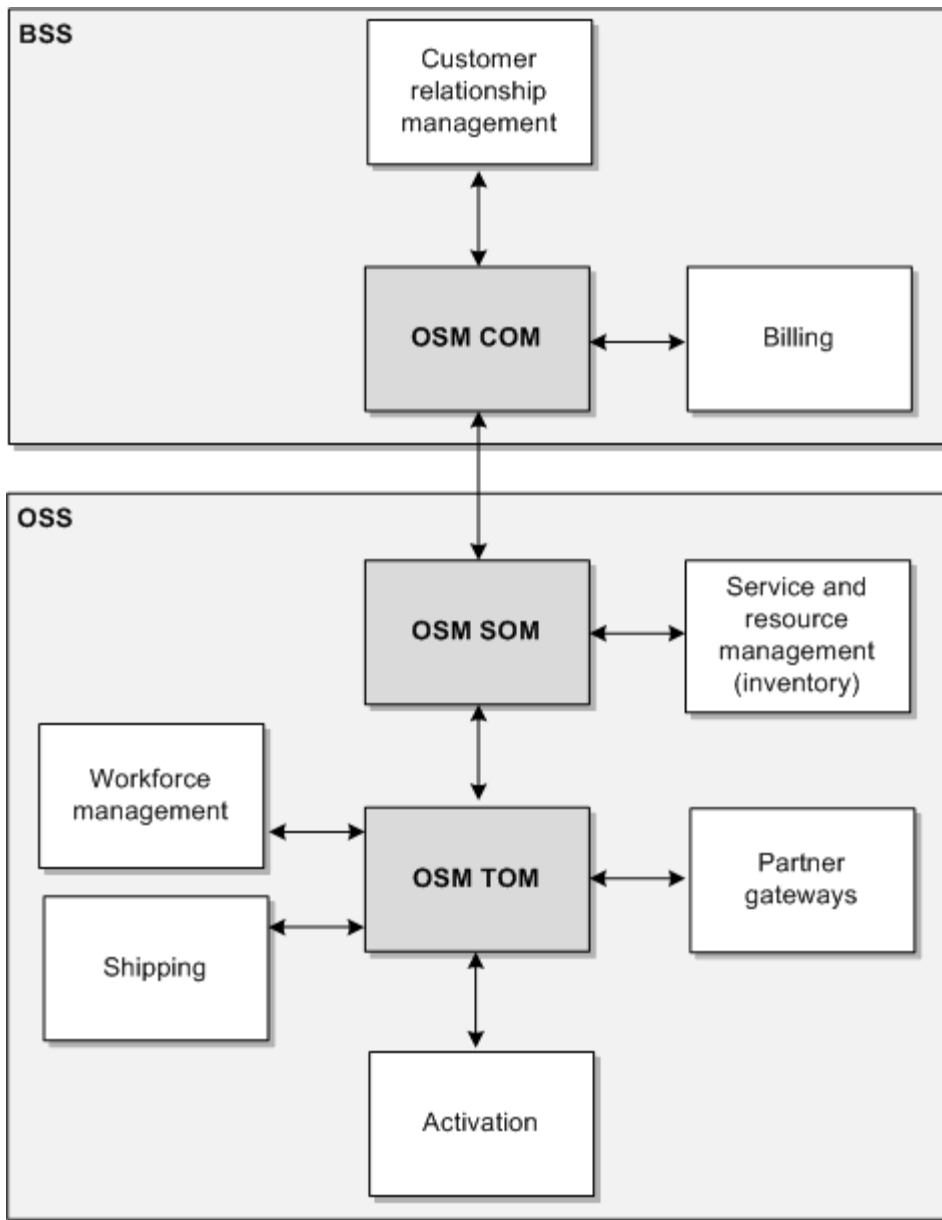 BSS
Customer
relationship
management
OSM COM
Billing
OSS
OSM SOM
Service and
resource
management
(inventory)
Workforce
management
OSM TOM
Partner
gateways
Shipping
Activation